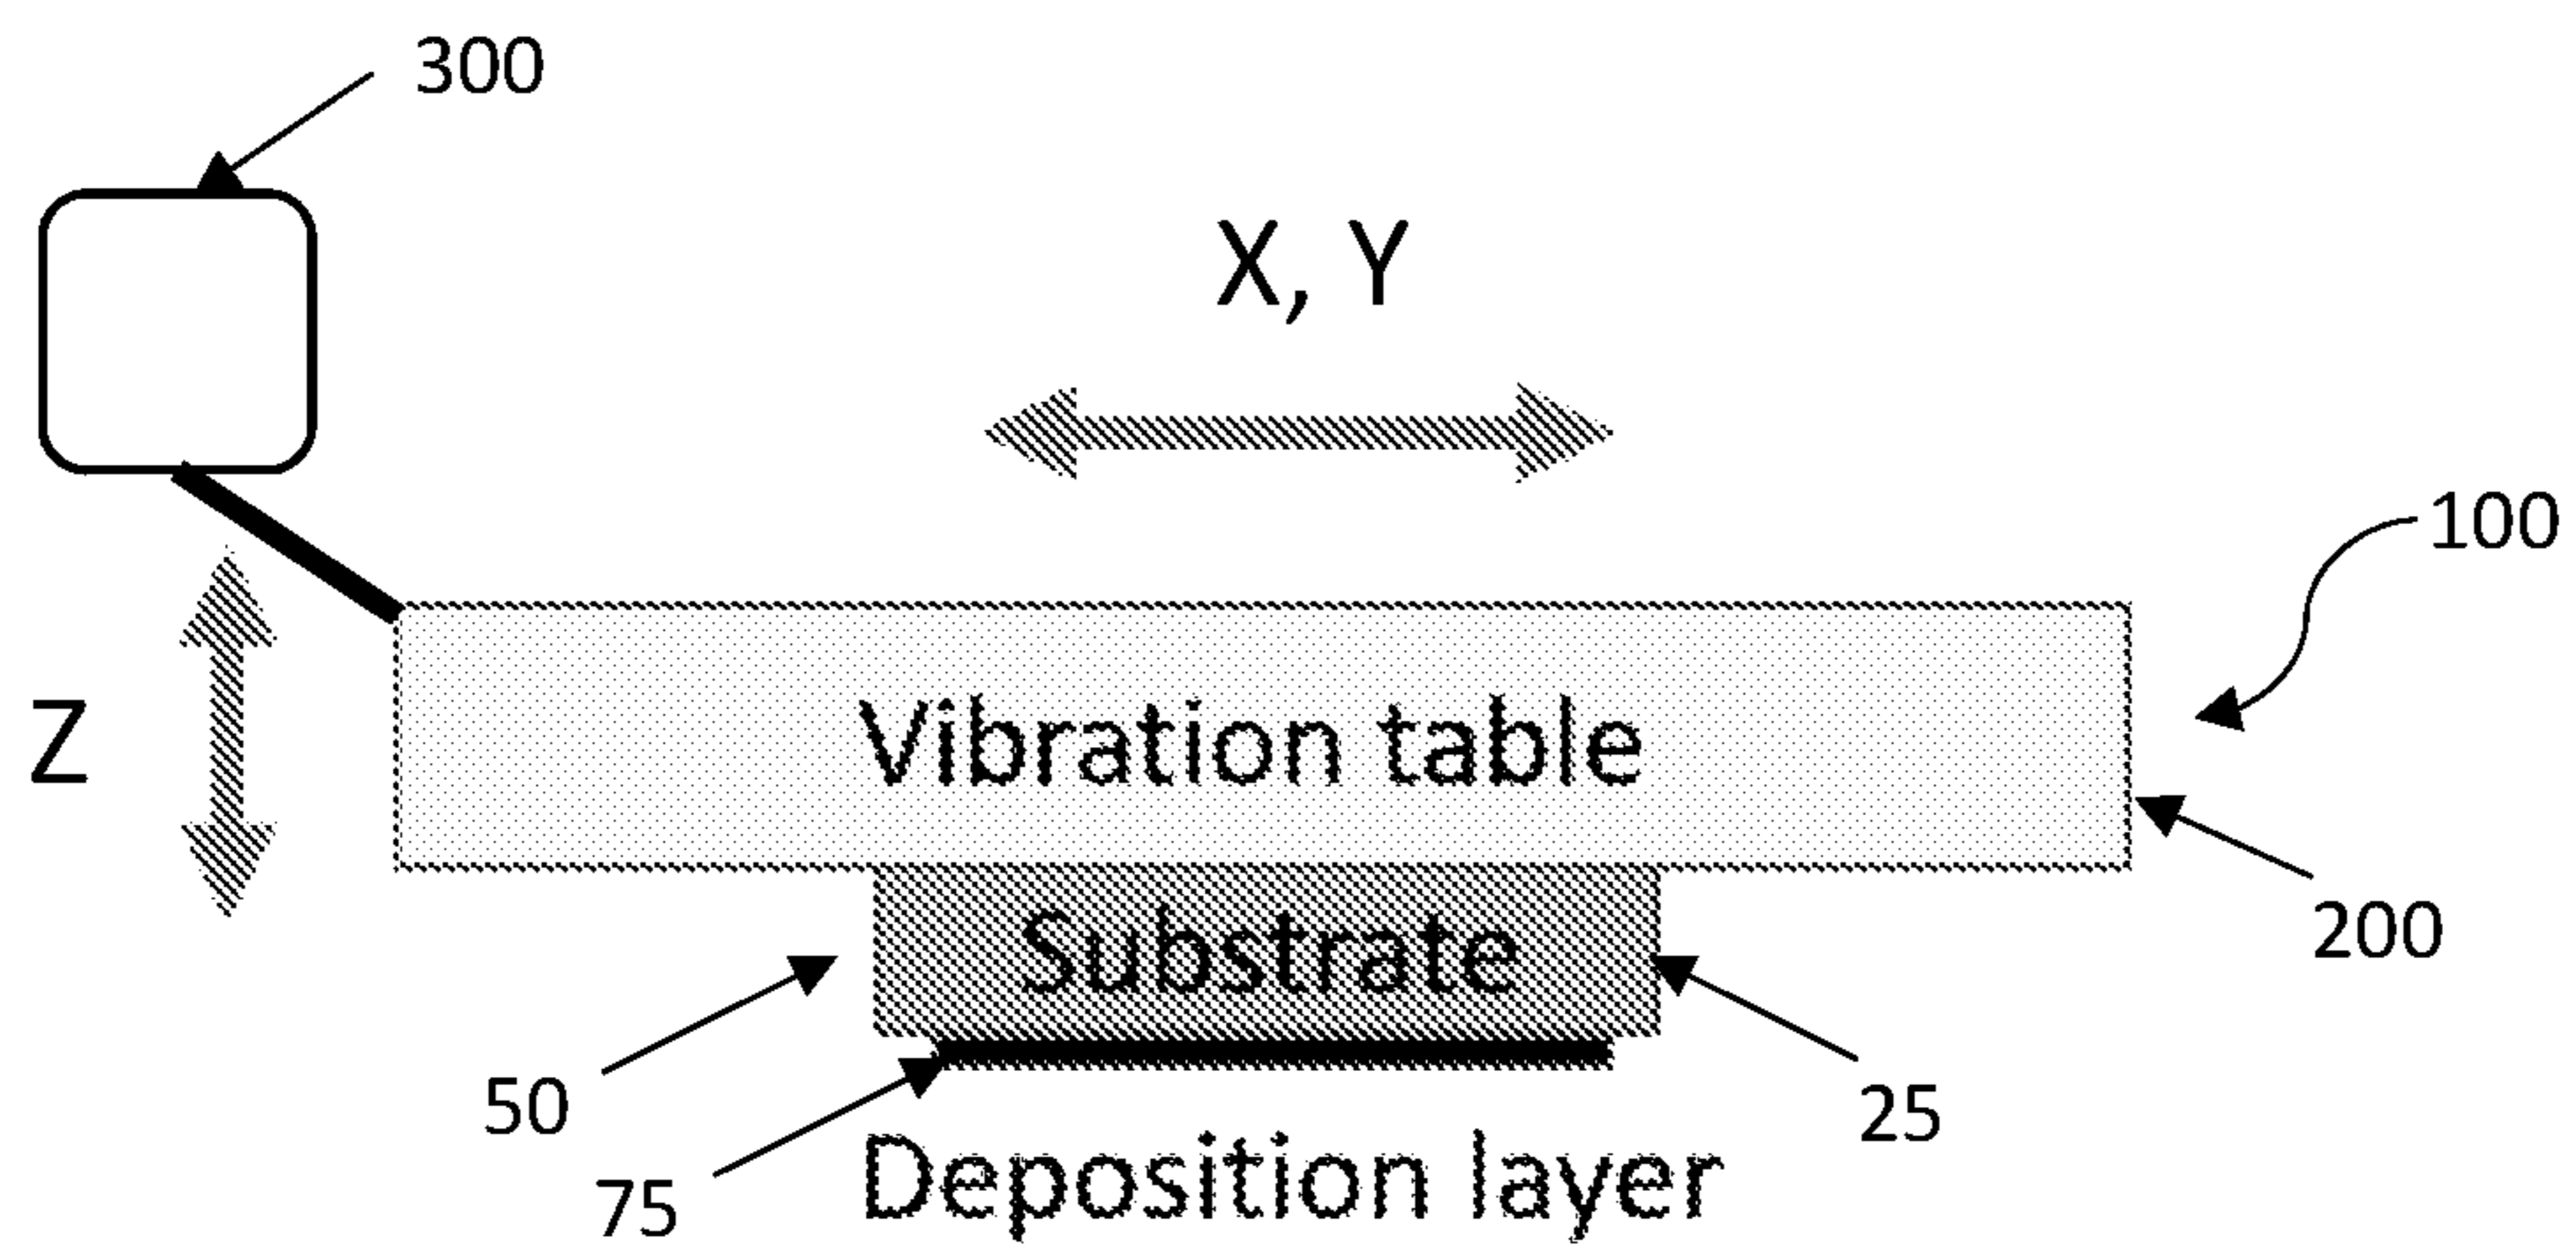 300
X, Y
100
Z
Vibration table
200
Substrate
50
25
75
Deposition layer